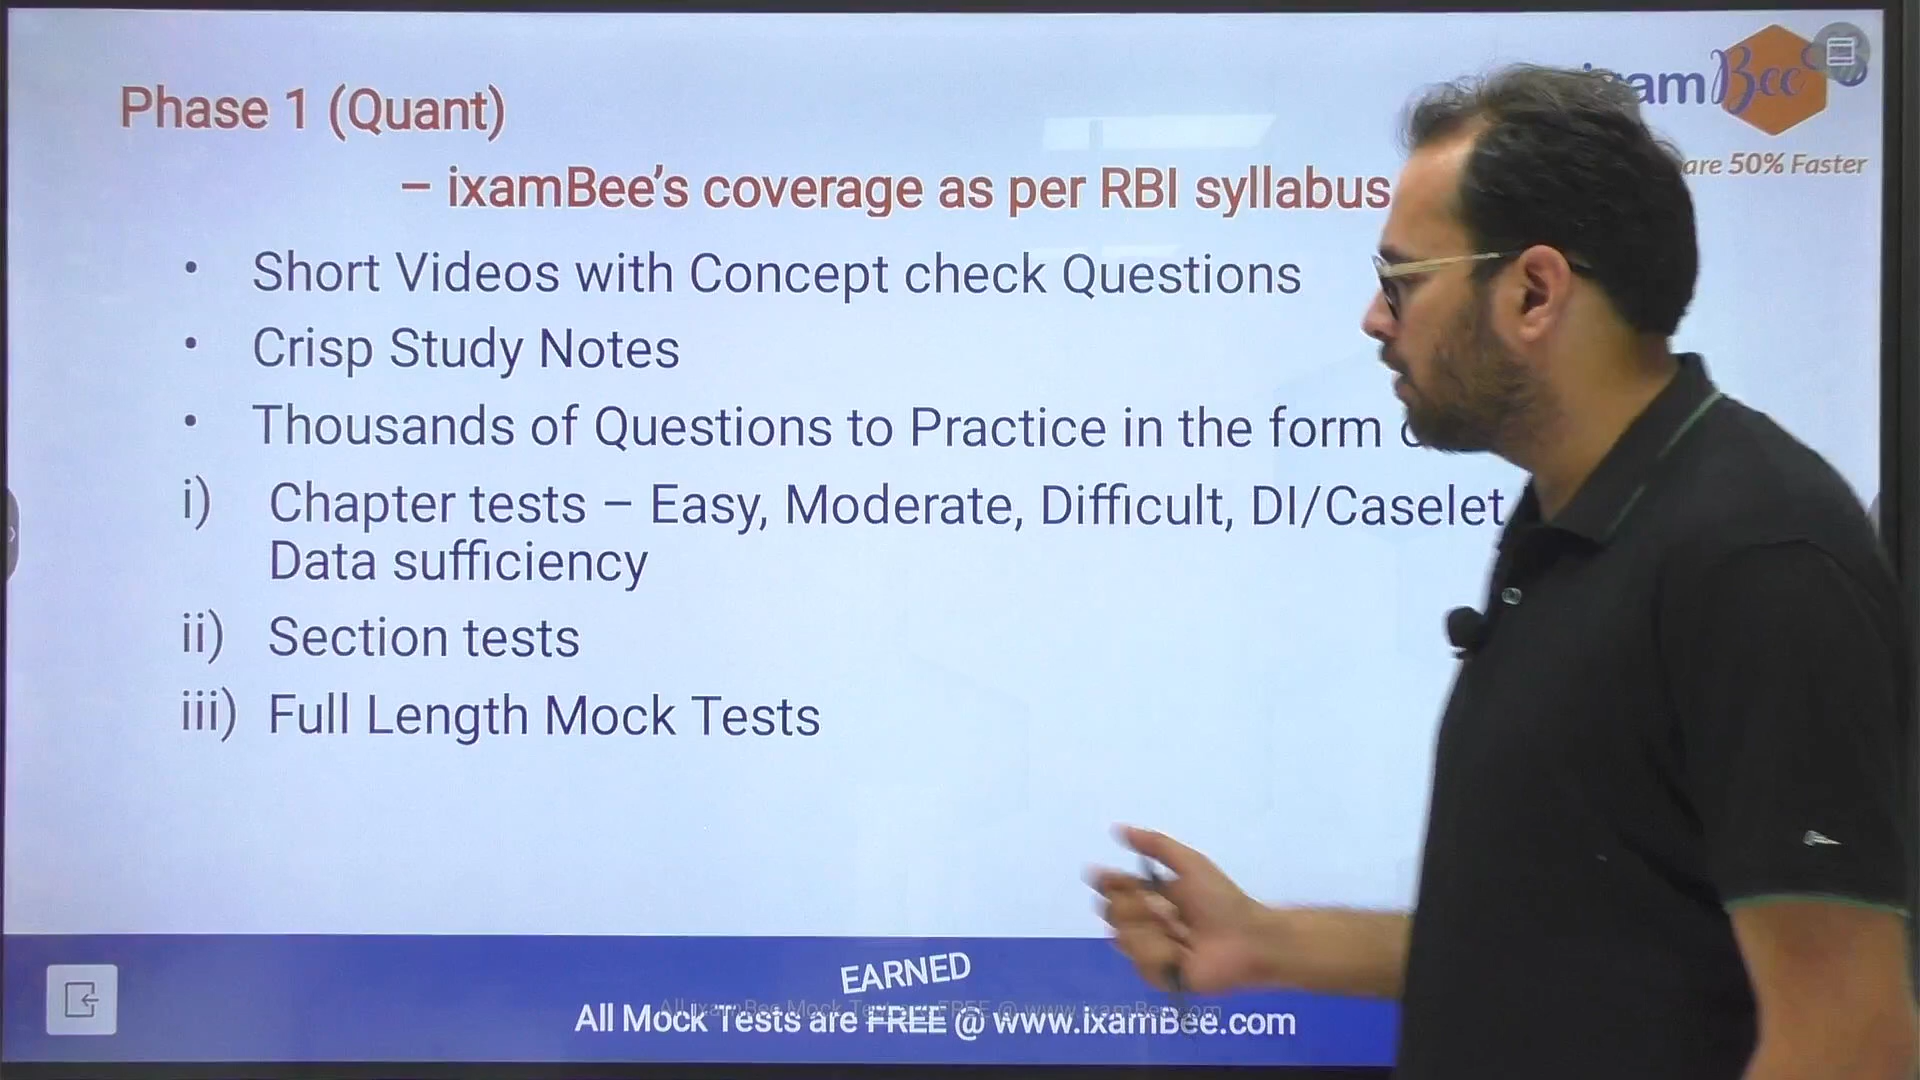 ixamBee
are 50% Faster
Phase 1 (Quant)
– ixamBee’s coverage as per RBI syllabus
• Short Videos with Concept check Questions
• Crisp Study Notes
• Thousands of Questions to Practice in the form
i) Chapter tests – Easy, Moderate, Difficult, DI/Caselet
Data sufficiency
ii) Section tests
iii) Full Length Mock Tests
EARNED
All Mock Tests are FREE @ www.ixamBee.com